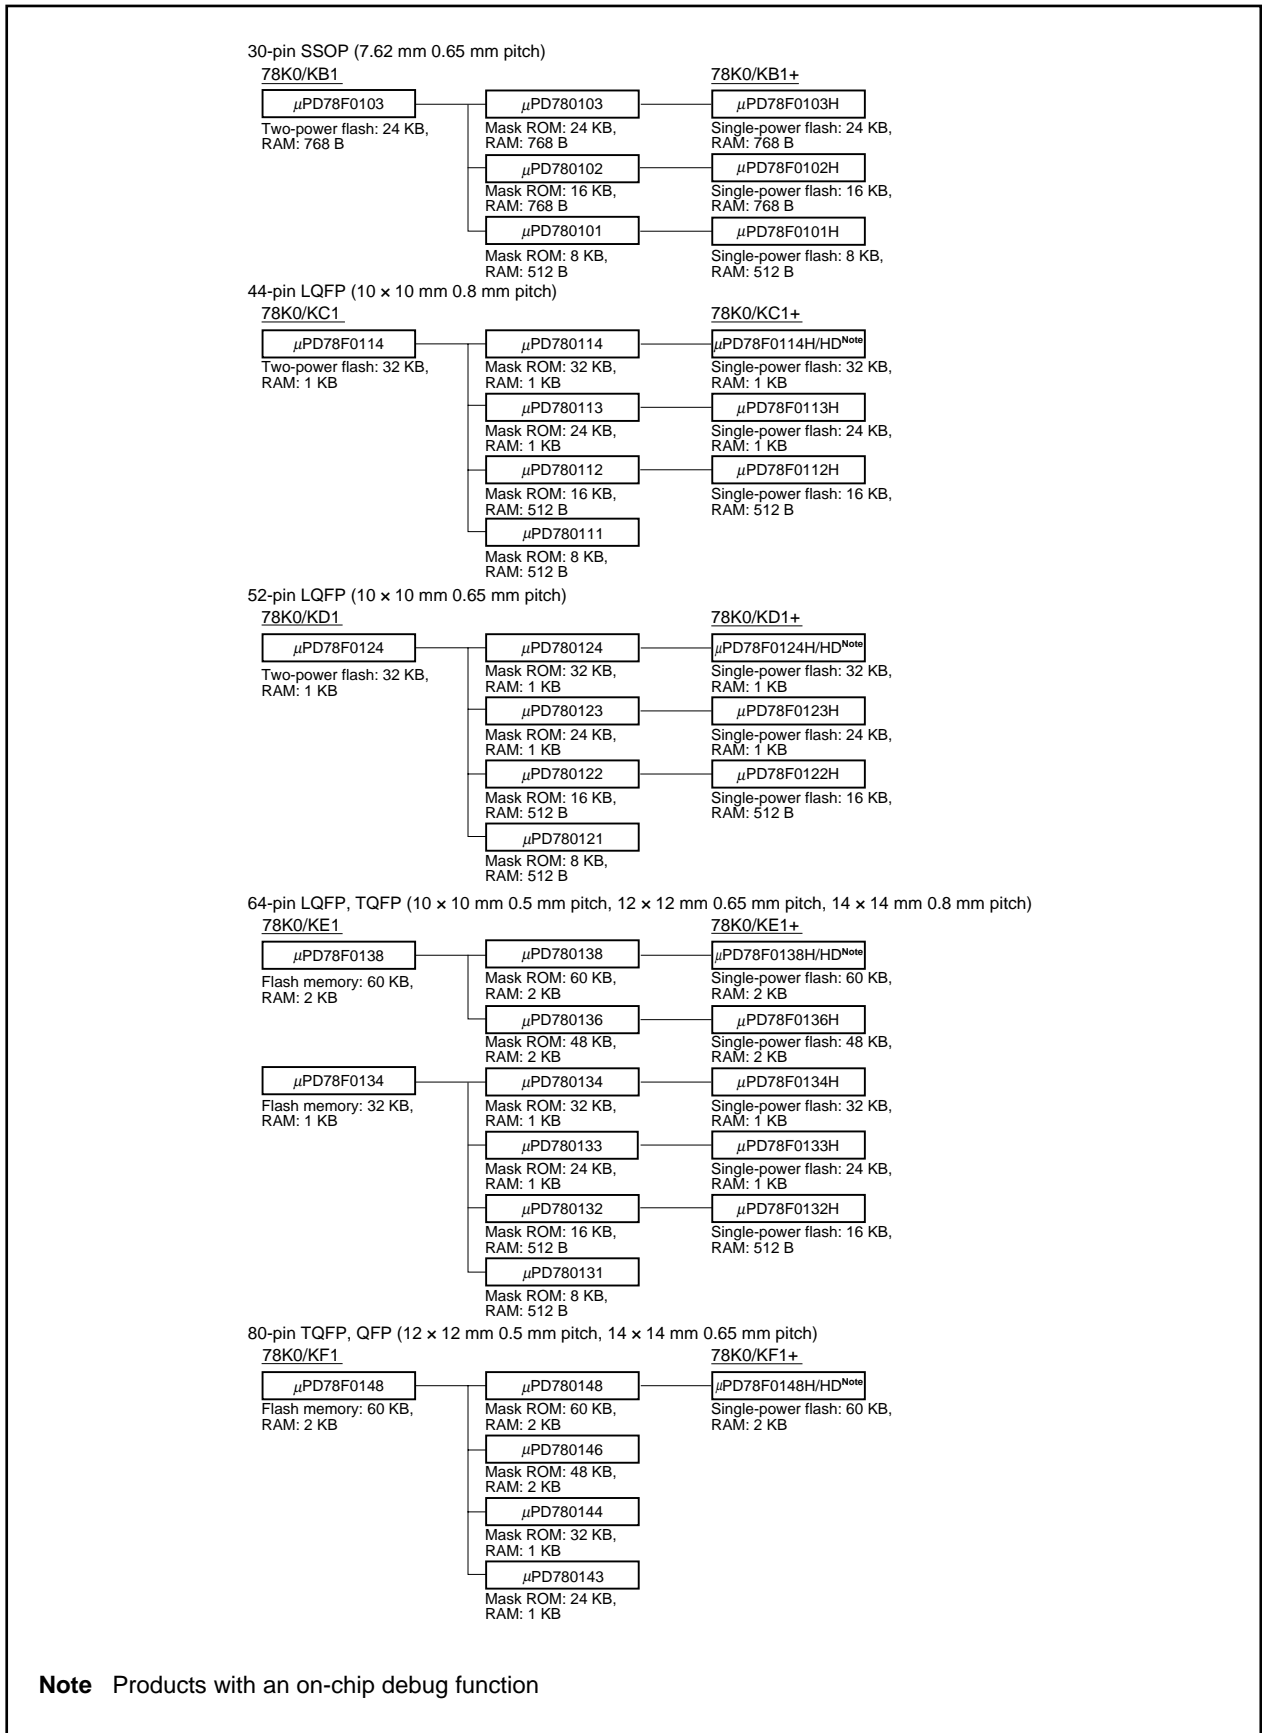 30-pin SSOP (7.62 mm 0.65 mm pitch)
78K0/KB1
78K0/KB1+
μPD78F0103
μPD780103
μPD78F0103H
Two-power flash: 24 KB,
RAM: 768 B
Mask ROM: 24 KB,
RAM: 768 B
Single-power flash: 24 KB,
RAM: 768 B
μPD780102
μPD78F0102H
Mask ROM: 16 KB,
RAM: 768 B
Single-power flash: 16 KB,
RAM: 768 B
μPD780101
μPD78F0101H
Mask ROM: 8 KB,
RAM: 512 B
Single-power flash: 8 KB,
RAM: 512 B
44-pin LQFP (10 × 10 mm 0.8 mm pitch)
78K0/KC1
78K0/KC1+
μPD78F0114
μPD780114
μPD78F0114H/HDNote
Two-power flash: 32 KB,
RAM: 1 KB
Mask ROM: 32 KB,
RAM: 1 KB
Single-power flash: 32 KB,
RAM: 1 KB
μPD780113
μPD78F0113H
Mask ROM: 24 KB,
RAM: 1 KB
Single-power flash: 24 KB,
RAM: 1 KB
μPD780112
μPD78F0112H
Mask ROM: 16 KB,
RAM: 512 B
Single-power flash: 16 KB,
RAM: 512 B
μPD780111
Mask ROM: 8 KB,
RAM: 512 B
52-pin LQFP (10 × 10 mm 0.65 mm pitch)
78K0/KD1
78K0/KD1+
μPD78F0124
μPD780124
μPD78F0124H/HDNote
Two-power flash: 32 KB,
RAM: 1 KB
Mask ROM: 32 KB,
RAM: 1 KB
Single-power flash: 32 KB,
RAM: 1 KB
μPD780123
μPD78F0123H
Mask ROM: 24 KB,
RAM: 1 KB
Single-power flash: 24 KB,
RAM: 1 KB
μPD780122
μPD78F0122H
Mask ROM: 16 KB,
RAM: 512 B
Single-power flash: 16 KB,
RAM: 512 B
μPD780121
Mask ROM: 8 KB,
RAM: 512 B
64-pin LQFP, TQFP (10 × 10 mm 0.5 mm pitch, 12 × 12 mm 0.65 mm pitch, 14 × 14 mm 0.8 mm pitch)
78K0/KE1
78K0/KE1+
μPD78F0138
μPD780138
μPD78F0138H/HDNote
Flash memory: 60 KB,
RAM: 2 KB
Mask ROM: 60 KB,
RAM: 2 KB
Single-power flash: 60 KB,
RAM: 2 KB
μPD780136
μPD78F0136H
Mask ROM: 48 KB,
RAM: 2 KB
Single-power flash: 48 KB,
RAM: 2 KB
μPD78F0134
μPD780134
μPD78F0134H
Flash memory: 32 KB,
RAM: 1 KB
Mask ROM: 32 KB,
RAM: 1 KB
Single-power flash: 32 KB,
RAM: 1 KB
μPD780133
μPD78F0133H
Mask ROM: 24 KB,
RAM: 1 KB
Single-power flash: 24 KB,
RAM: 1 KB
μPD780132
μPD78F0132H
Mask ROM: 16 KB,
RAM: 512 B
Single-power flash: 16 KB,
RAM: 512 B
μPD780131
Mask ROM: 8 KB,
RAM: 512 B
80-pin TQFP, QFP (12 × 12 mm 0.5 mm pitch, 14 × 14 mm 0.65 mm pitch)
78K0/KF1
78K0/KF1+
μPD78F0148
μPD780148
μPD78F0148H/HDNote
Flash memory: 60 KB,
RAM: 2 KB
Mask ROM: 60 KB,
RAM: 2 KB
Single-power flash: 60 KB,
RAM: 2 KB
μPD780146
Mask ROM: 48 KB,
RAM: 2 KB
μPD780144
Mask ROM: 32 KB,
RAM: 1 KB
μPD780143
Mask ROM: 24 KB,
RAM: 1 KB
Note Products with an on-chip debug function